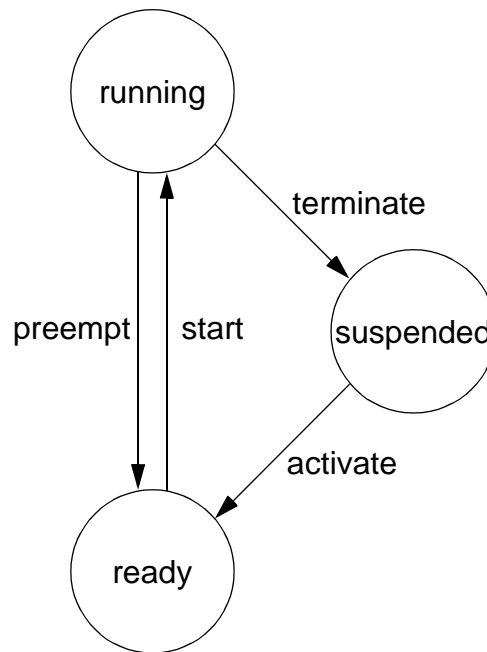 running
terminate
preempt
start
suspended
activate
ready